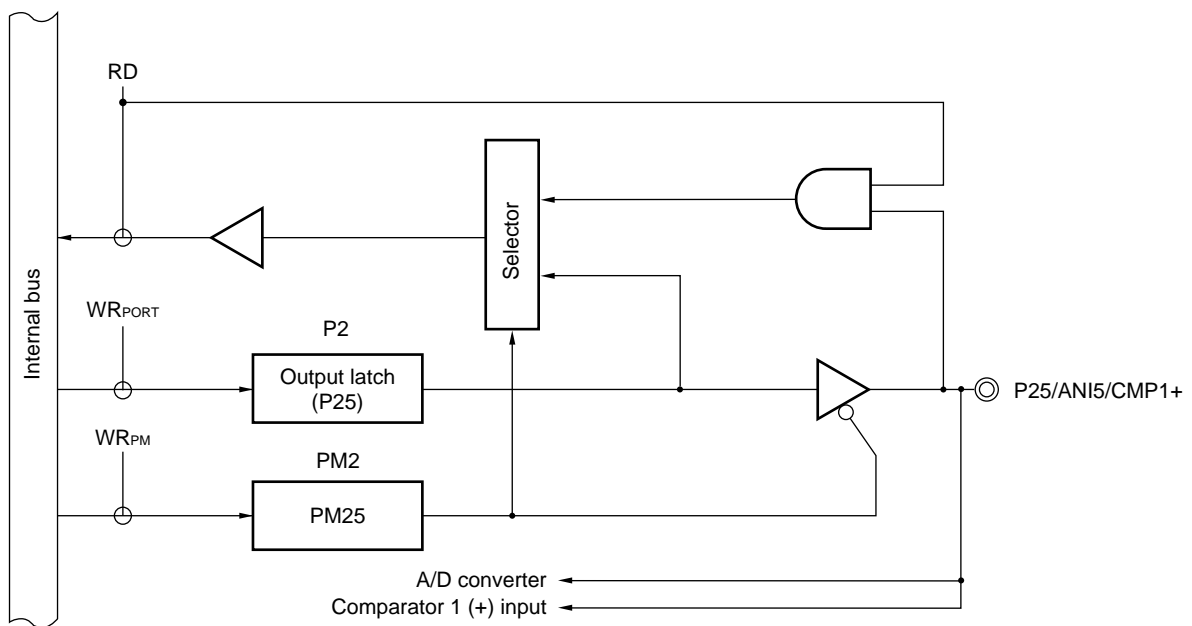 RD
Selector
Internal bus
WRPORT
P2
Output latch
(P25)
P25/ANI5/CMP1+
WRPM
PM2
PM25
A/D converter
Comparator 1 (+) input